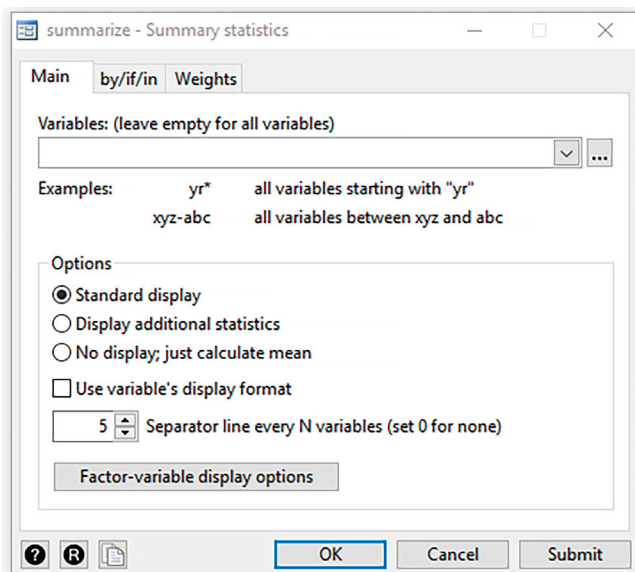 summarize - Summary statistics
Main by/if/in Weights
Variables: (leave empty for all variables)
...
Examples: yr* all variables starting with "yr"
xyz-abc all variables between xyz and abc
Options
Standard display
Display additional statistics
No display; just calculate mean
Use variable's display format
5 Separator line every N variables (set 0 for none)
Factor-variable display options
? R OK Cancel Submit